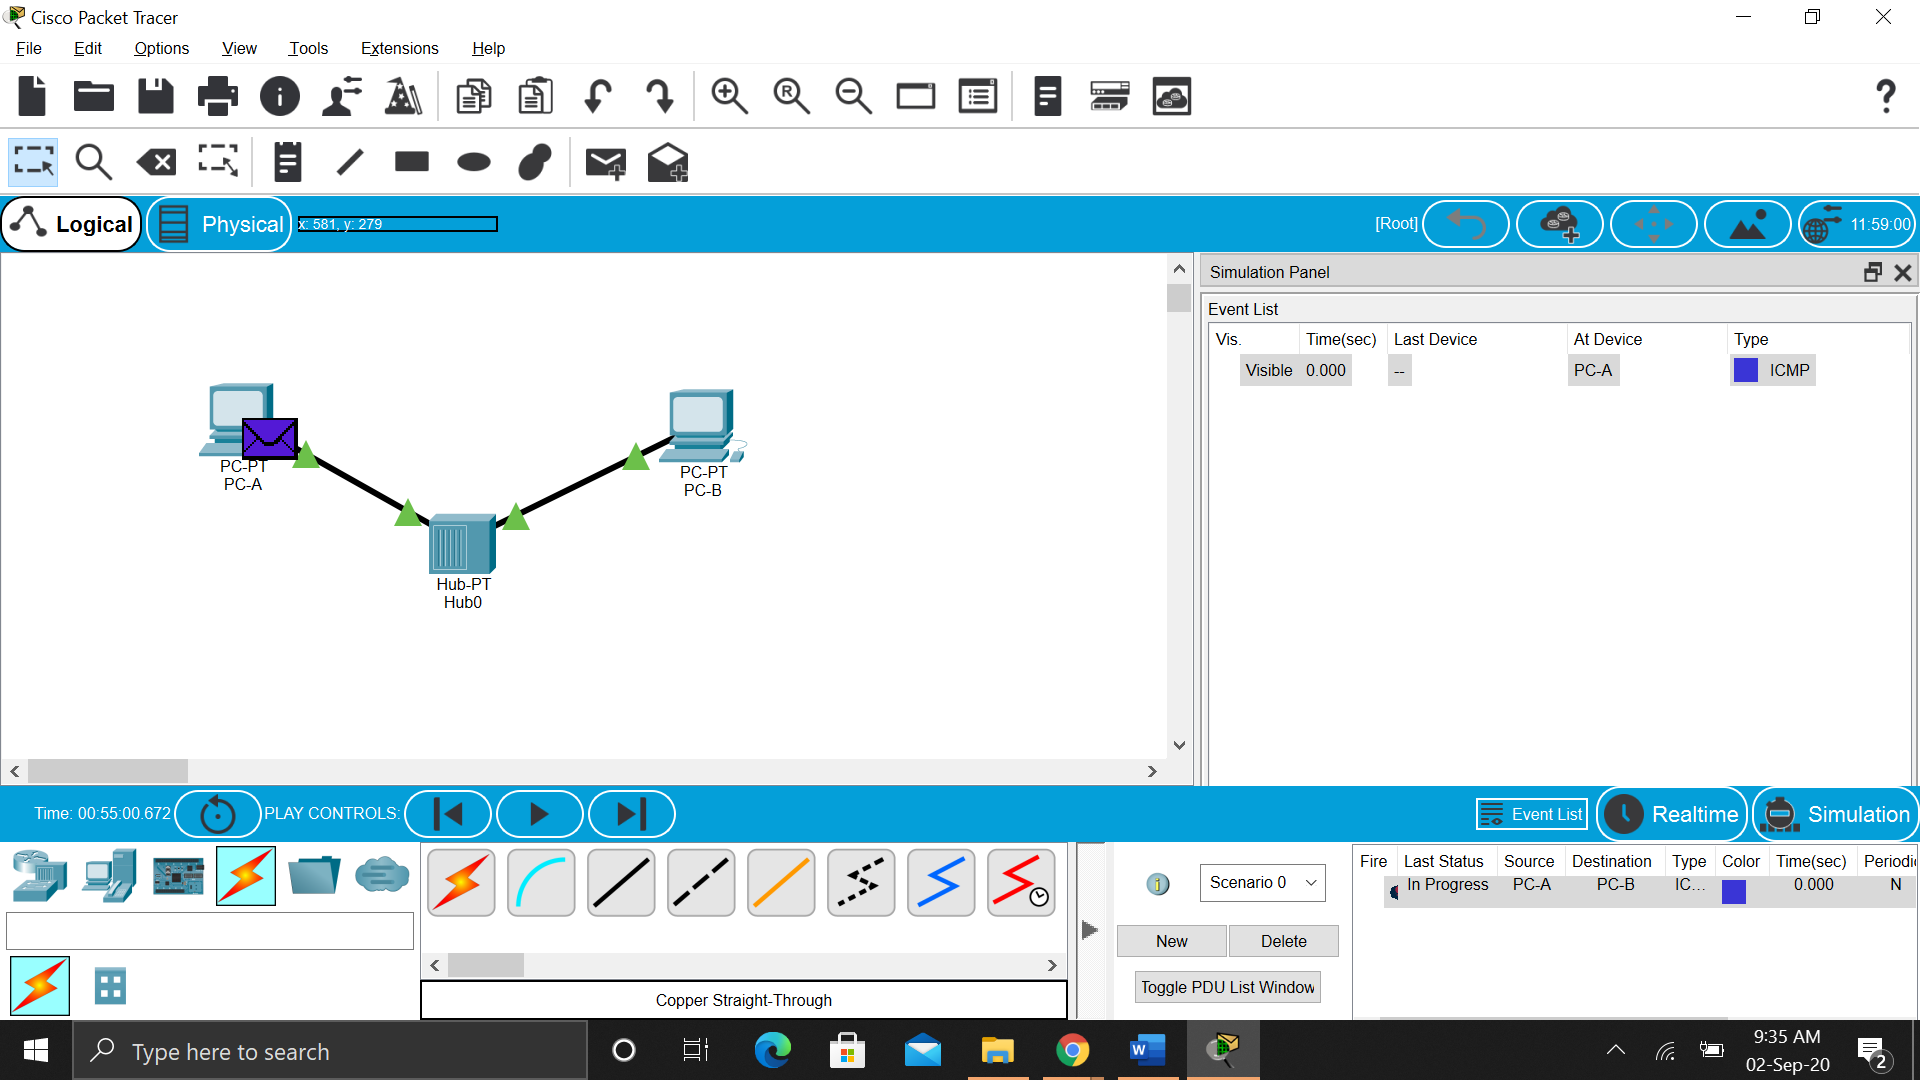 Cisco Packet Tracer
File Edit Options View Tools Extensions Help
Logical Physical x: 581, y: 279 [Root] 11:59:00
Simulation Panel
Event List
Vis. Time(sec) Last Device At Device Type
Visible 0.000 -- PC-A ICMP
PC-PT
PC-A
PC-PT
PC-B
Hub-PT
Hub0
Time: 00:55:00.672 PLAY CONTROLS: Event List Realtime Simulation
Scenario 0
New Delete
Toggle PDU List Window
Fire Last Status Source Destination Type Color Time(sec) Periodi
In Progress PC-A PC-B IC... 0.000 N
Copper Straight-Through
Type here to search
9:35 AM
02-Sep-20
2